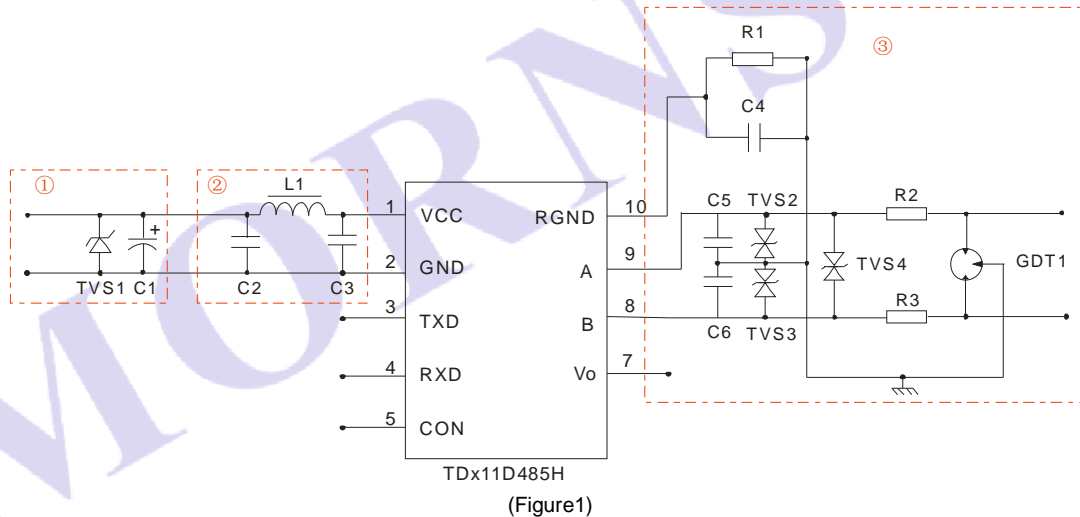 MORNS
①
②
③
R1
C4
L1
1
VCC
RGND
10
C5
TVS2
R2
2
GND
A
9
TVS4
GDT1
TVS1
C1
+
C2
C3
3
TXD
B
8
C6
TVS3
R3
4
RXD
Vo
7
5
CON
TDx11D485H
(Figure1)